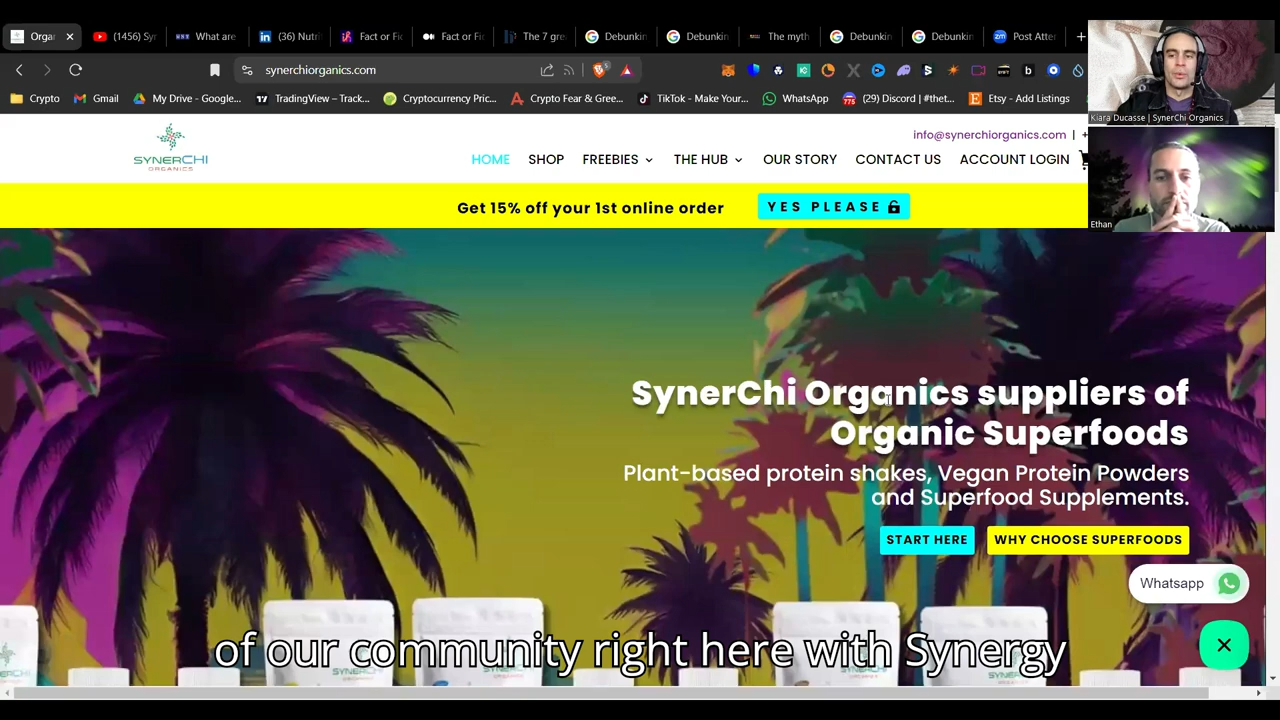 Orga
(1456) Sy
What are
(36) Nutri
Fact or Fi
Fact or Fi
The 7 gre
Debunkin
Debunkin
The myth
Debunkin
Debunkin
Post Atter
synerchiorganics.com
Crypto
Gmail
My Drive - Google...
TradingView – Track...
Cryptocurrency Pric...
Crypto Fear & Gree...
TikTok - Make Your...
WhatsApp
(29) Discord | #thet...
Etsy - Add Listings
Kiara Ducasse | SynerChi Organics
Ethan
SYNERCHI
ORGANICS
info@synerchiorganics.com |
HOME
SHOP
FREEBIES
THE HUB
OUR STORY
CONTACT US
ACCOUNT LOGIN
Get 15% off your 1st online order
YES PLEASE
SynerChi Organics suppliers of
Organic Superfoods
Plant-based protein shakes, Vegan Protein Powders
and Superfood Supplements.
START HERE
WHY CHOOSE SUPERFOODS
Whatsapp
of our community right here with Synergy